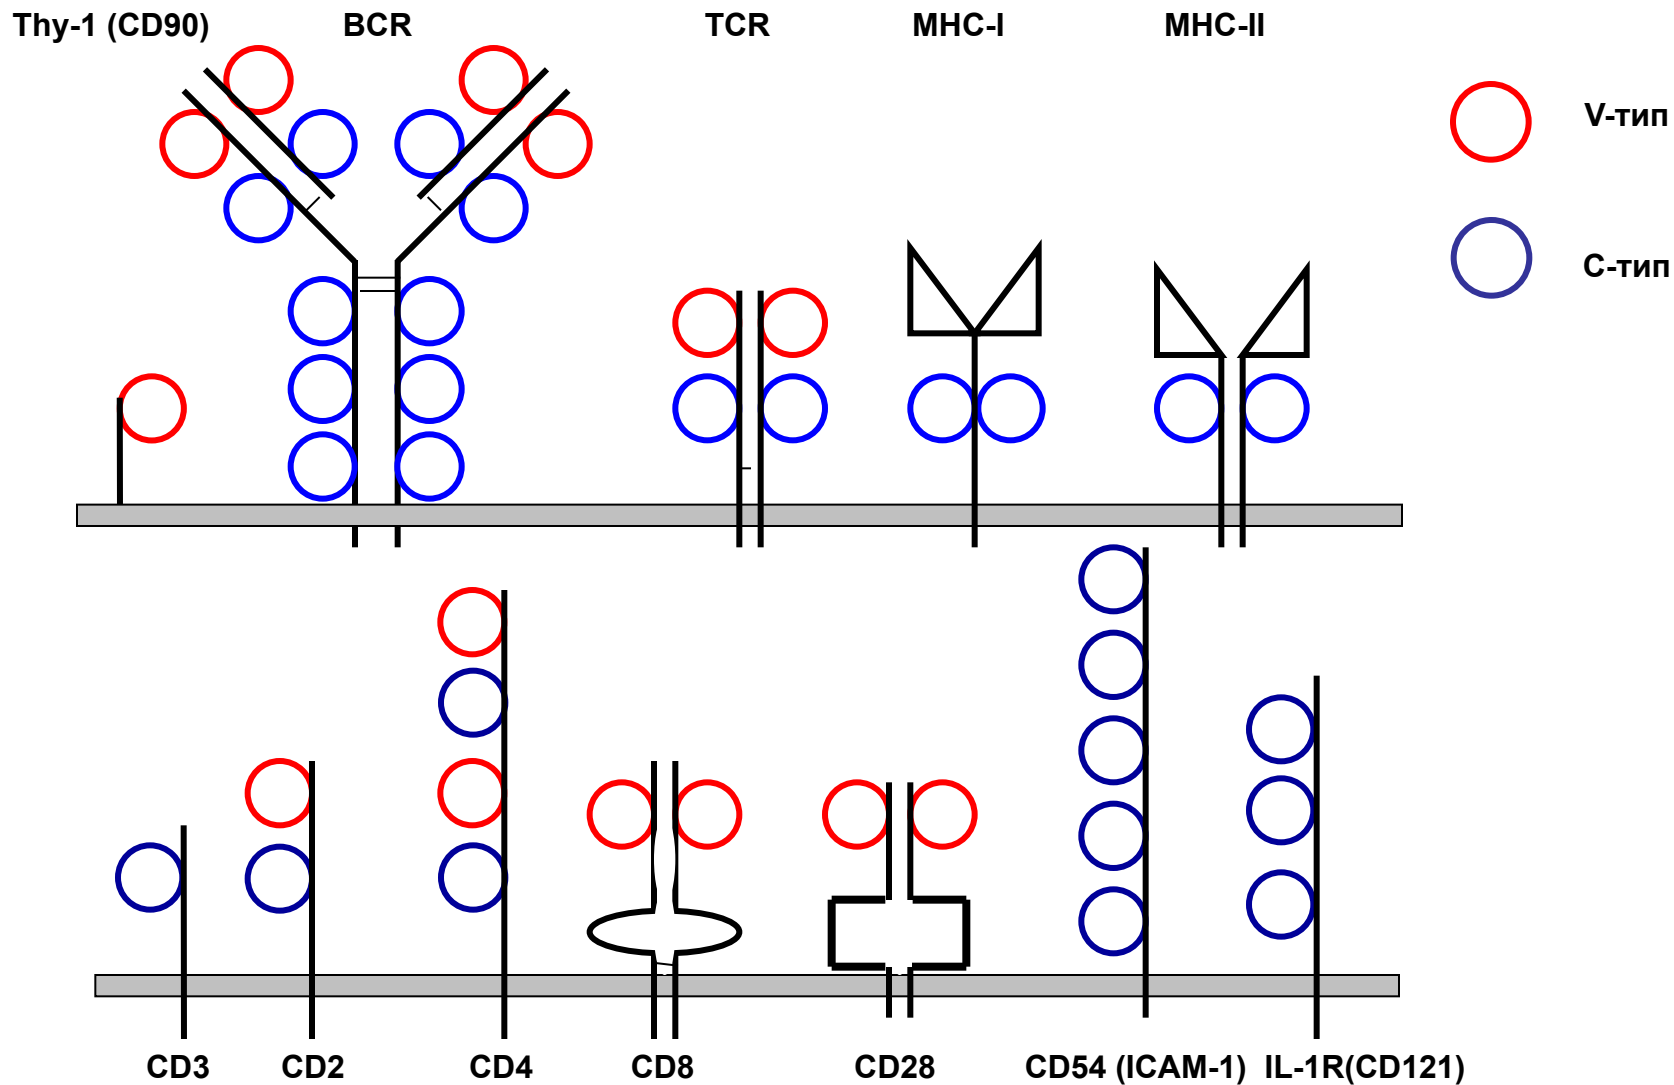 Thy-1 (CD90)
BCR
TCR
MHC-I
MHC-II
V-тип
С-тип
CD3
CD2
CD4
CD8
CD28
CD54 (ICAM-1)
IL-1R(CD121)